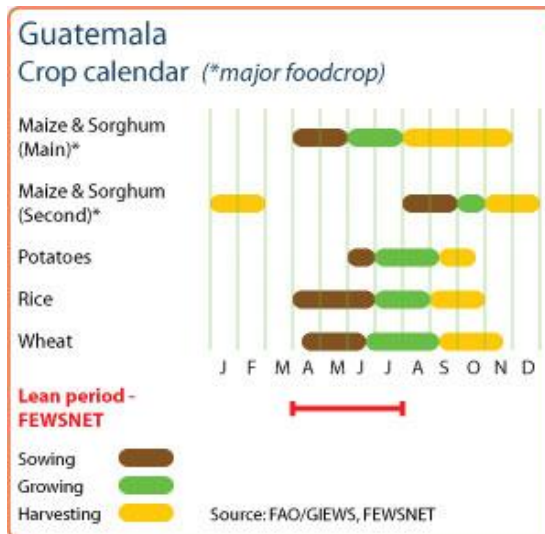 Guatemala
Crop calendar (*major foodcrop)
Maize & Sorghum
(Main)*
Maize & Sorghum
(Second)*
Potatoes
Rice
Wheat
J F M A M J J A S O N D
Lean period -
FEWSNET
Sowing
Growing
Harvesting
Source: FAO/GIEWS, FEWSNET